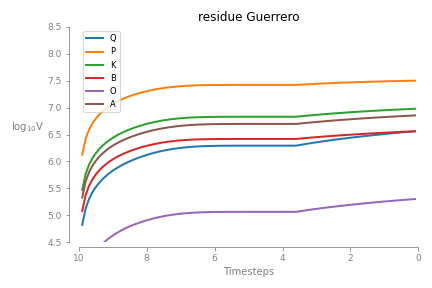 residue Guerrero
8.5
8.0
7.5
7.0
6.5
6.0
5.5
5.0
4.5
log₁₀V
Q
P
K
B
O
A
10 8 6 4 2 0
Timesteps